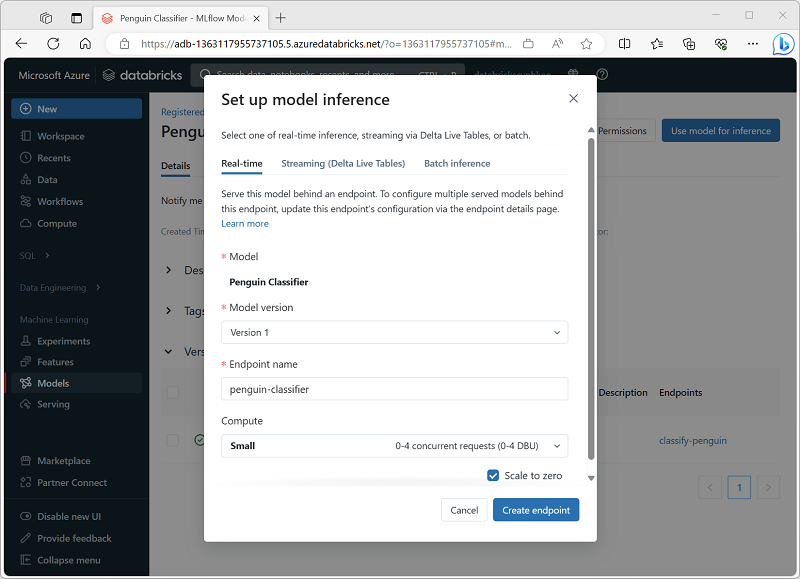 Penguin Classifier - MLflow Mode
https://adb-1363117955737105.5.azuredatabricks.net/?o=1363117955737105#m...
Microsoft Azure
databricks
Search data, notebooks, recents, and more...
CTRL + P
New
Workspace
Recents
Data
Workflows
Compute
SQL
Data Engineering
Machine Learning
Experiments
Features
Models
Serving
Marketplace
Partner Connect
Disable new UI
Provide feedback
Collapse menu
Registered
Permissions
Use model for inference
Details
Notify me
Created Tim
tor:
Des
Tags
Vers
Description
Endpoints
classify-penguin
1
Set up model inference
Select one of real-time inference, streaming via Delta Live Tables, or batch.
Real-time
Streaming (Delta Live Tables)
Batch inference
Serve this model behind an endpoint. To configure multiple served models behind
this endpoint, update this endpoint's configuration via the endpoint details page.
Learn more
* Model
Penguin Classifier
* Model version
Version 1
* Endpoint name
penguin-classifier
Compute
Small
0-4 concurrent requests (0-4 DBU)
Scale to zero
Cancel
Create endpoint